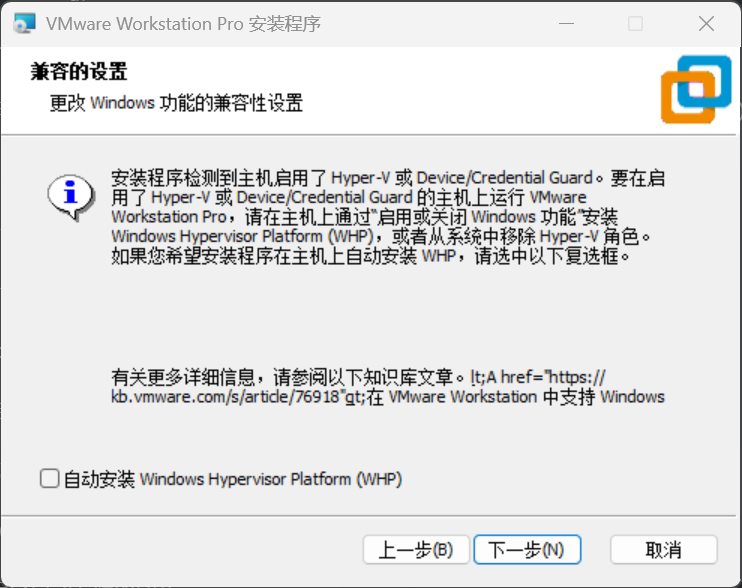 VMware Workstation Pro 安装程序
兼容的设置
更改 Windows 功能的兼容性设置
安装程序检测到主机启用了 Hyper-V 或 Device/Credential Guard。要在启
用了 Hyper-V 或 Device/Credential Guard 的主机上运行 VMware
Workstation Pro，请在主机上通过“启用或关闭 Windows 功能”安装
Windows Hypervisor Platform (WHP)，或者从系统中移除 Hyper-V 角色。
如果您希望安装程序在主机上自动安装 WHP，请选中以下复选框。
有关更多详细信息，请参阅以下知识库文章。lt;A href="https://
kb.vmware.com/s/article/76918"gt;在 VMware Workstation 中支持 Windows
自动安装 Windows Hypervisor Platform (WHP)
上一步(B) 下一步(N) 取消